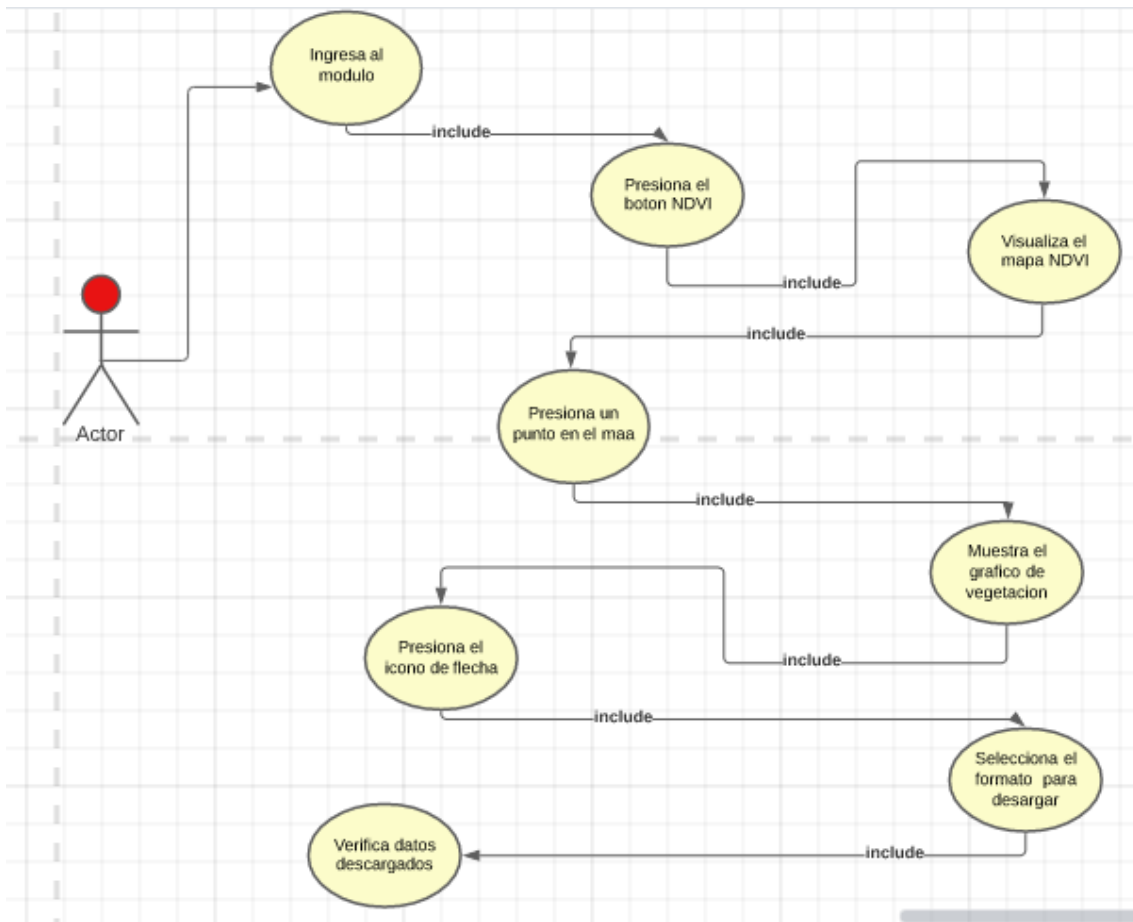 Ingresa al
modulo
include
Presiona el
boton NDVI
include
Visualiza el
mapa NDVI
include
Presiona un
punto en el maa
Actor
include
Muestra el
grafico de
vegetacion
include
Presiona el
icono de flecha
include
Selecciona el
formato para
desargar
include
Verifica datos
descargados